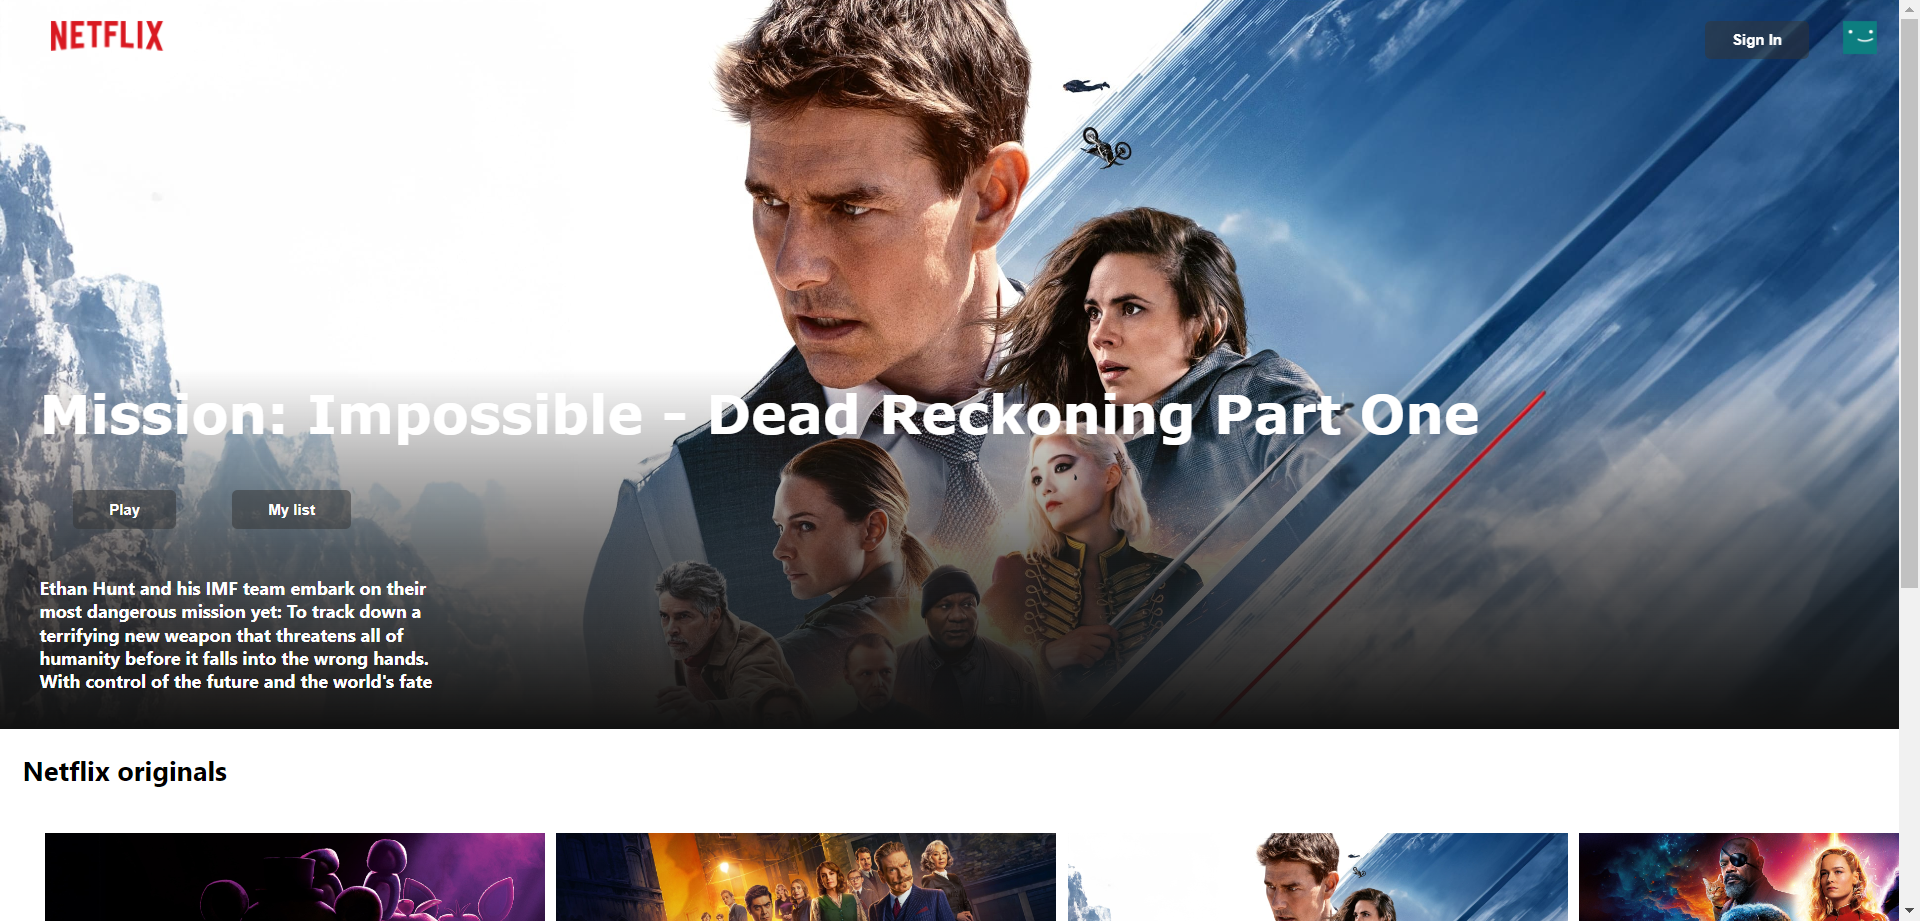 NETFLIX
Sign In
Mission: Impossible - Dead Reckoning Part One
Play
My list
Ethan Hunt and his IMF team embark on their
most dangerous mission yet: To track down a
terrifying new weapon that threatens all of
humanity before it falls into the wrong hands.
With control of the future and the world's fate
Netflix originals